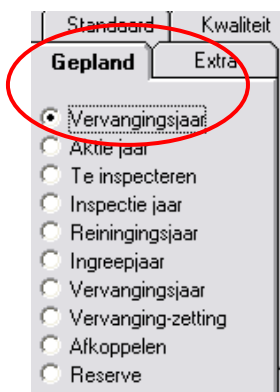 Standaard Kwaliteit
Gepland Extra
Vervangingsjaar
Aktie jaar
Te inspecteren
Inspectie jaar
Reiningingsjaar
Ingreepjaar
Vervangingsjaar
Vervanging-zetting
Afkoppelen
Reserve